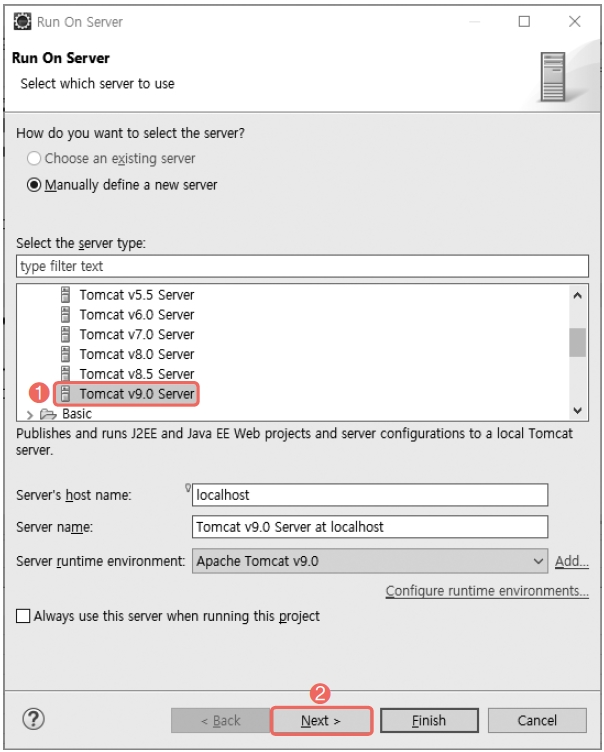 Run On Server
Run On Server
Select which server to use
How do you want to select the server?
Choose an existing server
Manually define a new server
Select the server type:
type filter text
Tomcat v5.5 Server
Tomcat v6.0 Server
Tomcat v7.0 Server
Tomcat v8.0 Server
Tomcat v8.5 Server
1 Tomcat v9.0 Server
> Basic
Publishes and runs J2EE and Java EE Web projects and server configurations to a local Tomcat
server.
Server's host name: localhost
Server name: Tomcat v9.0 Server at localhost
Server runtime environment: Apache Tomcat v9.0 Add...
Configure runtime environments...
Always use this server when running this project
2
? < Back Next > Finish Cancel